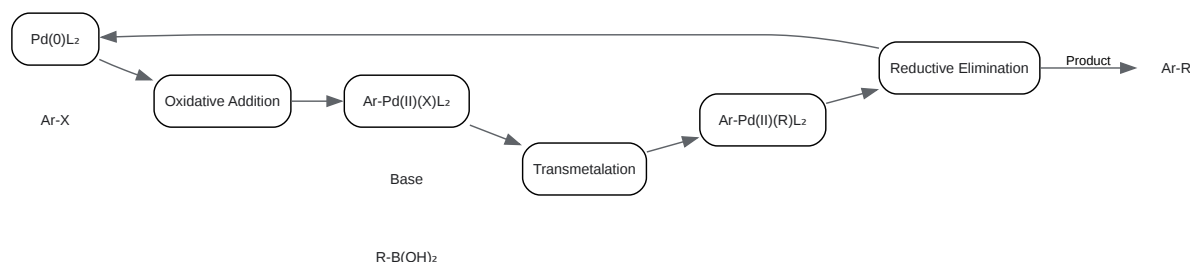 Pd(0)L₂
Ar-X
Oxidative Addition
Ar-Pd(II)(X)L₂
Base
R-B(OH)₂
Transmetalation
Ar-Pd(II)(R)L₂
Reductive Elimination
Product
Ar-R